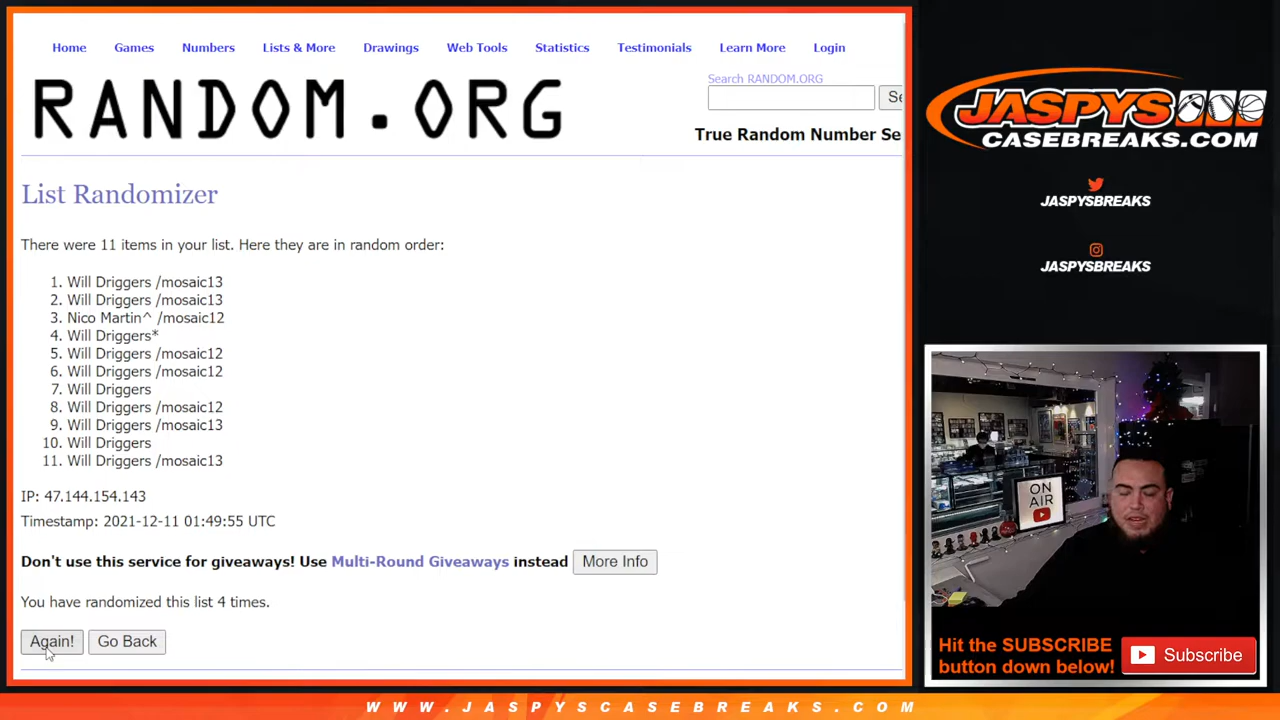 Home Games Numbers Lists & More Drawings Web Tools Statistics Testimonials Learn More Login
RANDOM.ORG
Search RANDOM.ORG
Se
True Random Number Se
List Randomizer
There were 11 items in your list. Here they are in random order:
1. Will Driggers /mosaic13
2. Will Driggers /mosaic13
3. Nico Martin^ /mosaic12
4. Will Driggers*
5. Will Driggers /mosaic12
6. Will Driggers /mosaic12
7. Will Driggers
8. Will Driggers /mosaic12
9. Will Driggers /mosaic13
10. Will Driggers
11. Will Driggers /mosaic13
IP: 47.144.154.143
Timestamp: 2021-12-11 01:49:55 UTC
Don't use this service for giveaways! Use Multi-Round Giveaways instead More Info
You have randomized this list 4 times.
Again! Go Back
JASPYS
CASEBREAKS.COM
JASPYSBREAKS
JASPYSBREAKS
ON
AIR
Hit the SUBSCRIBE
button down below!
Subscribe
WWW.JASPYSCASEBREAKS.COM